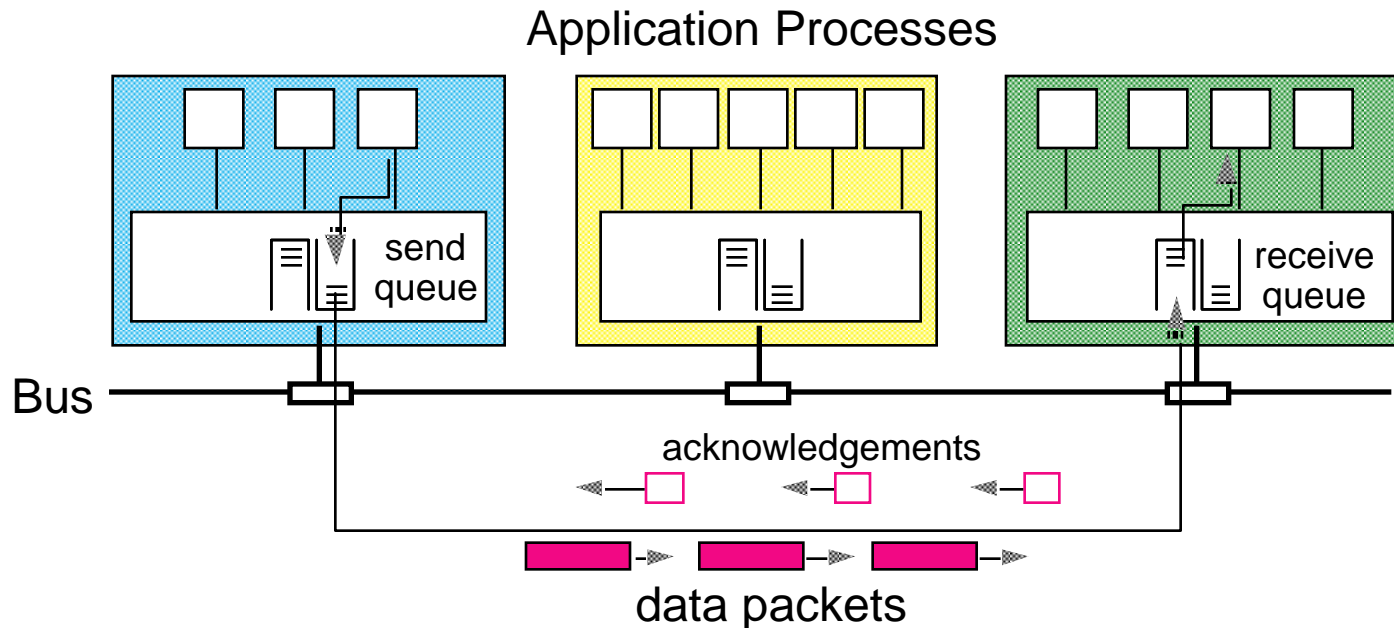 Application Processes
send
queue
receive
queue
Bus
acknowledgements
data packets